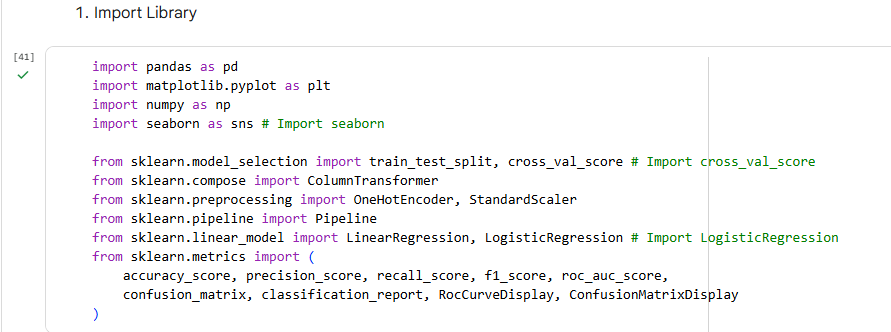 1. Import Library
[41]
import pandas as pd
import matplotlib.pyplot as plt
import numpy as np
import seaborn as sns # Import seaborn
from sklearn.model_selection import train_test_split, cross_val_score # Import cross_val_score
from sklearn.compose import ColumnTransformer
from sklearn.preprocessing import OneHotEncoder, StandardScaler
from sklearn.pipeline import Pipeline
from sklearn.linear_model import LinearRegression, LogisticRegression # Import LogisticRegression
from sklearn.metrics import (
    accuracy_score, precision_score, recall_score, f1_score, roc_auc_score,
    confusion_matrix, classification_report, RocCurveDisplay, ConfusionMatrixDisplay
)